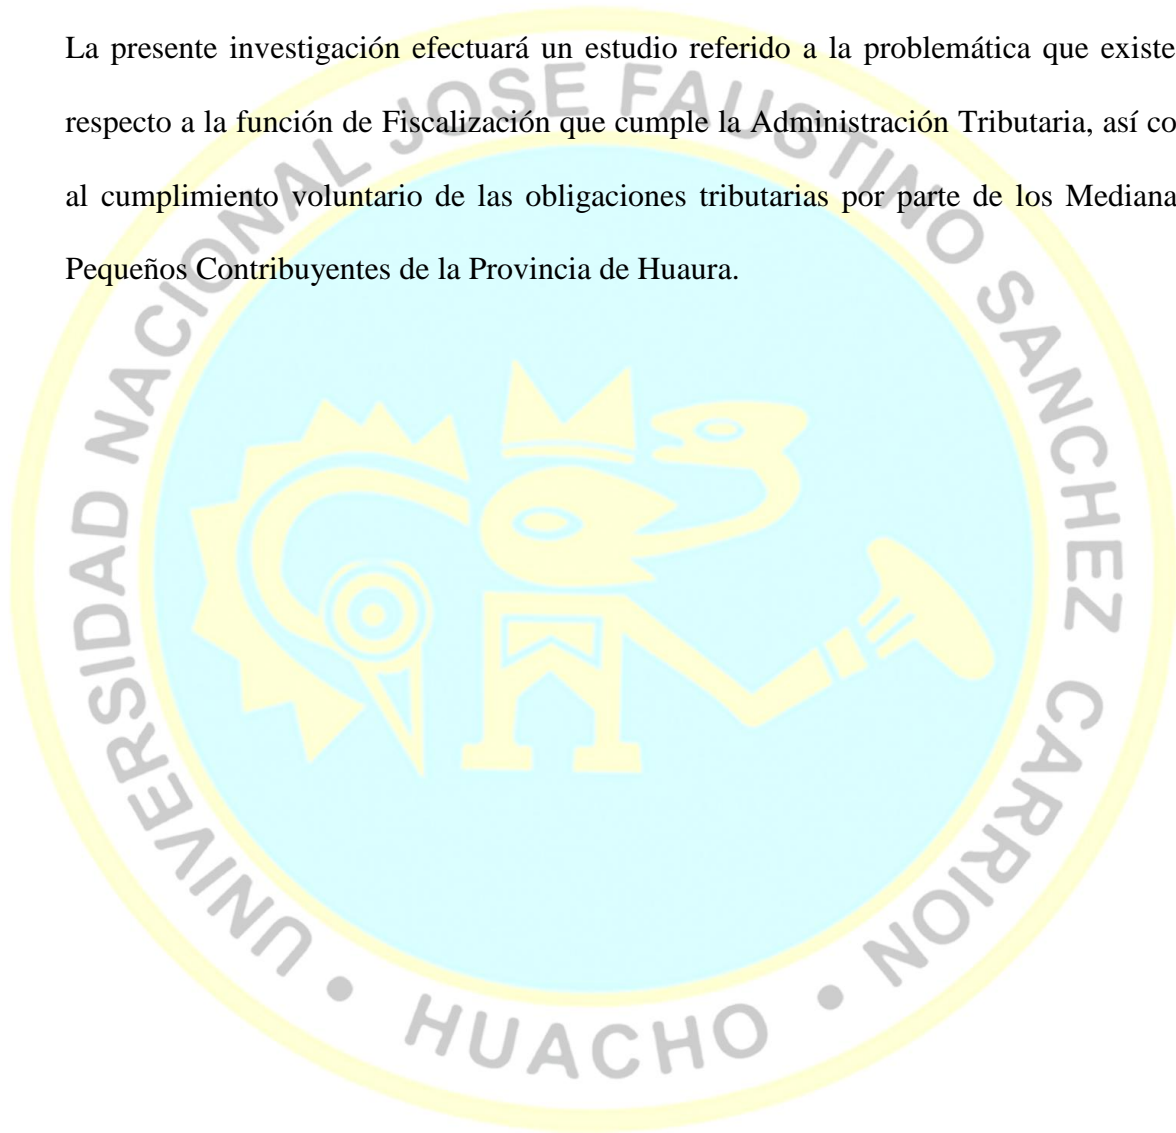 La presente investigación efectuará un estudio referido a la problemática que existe
respecto a la función de Fiscalización que cumple la Administración Tributaria, así co
al cumplimiento voluntario de las obligaciones tributarias por parte de los Mediana
Pequeños Contribuyentes de la Provincia de Huaura.
UNIVERSIDAD NACIONAL JOSE FAUSTINO SANCHEZ CARRION
• HUACHO •